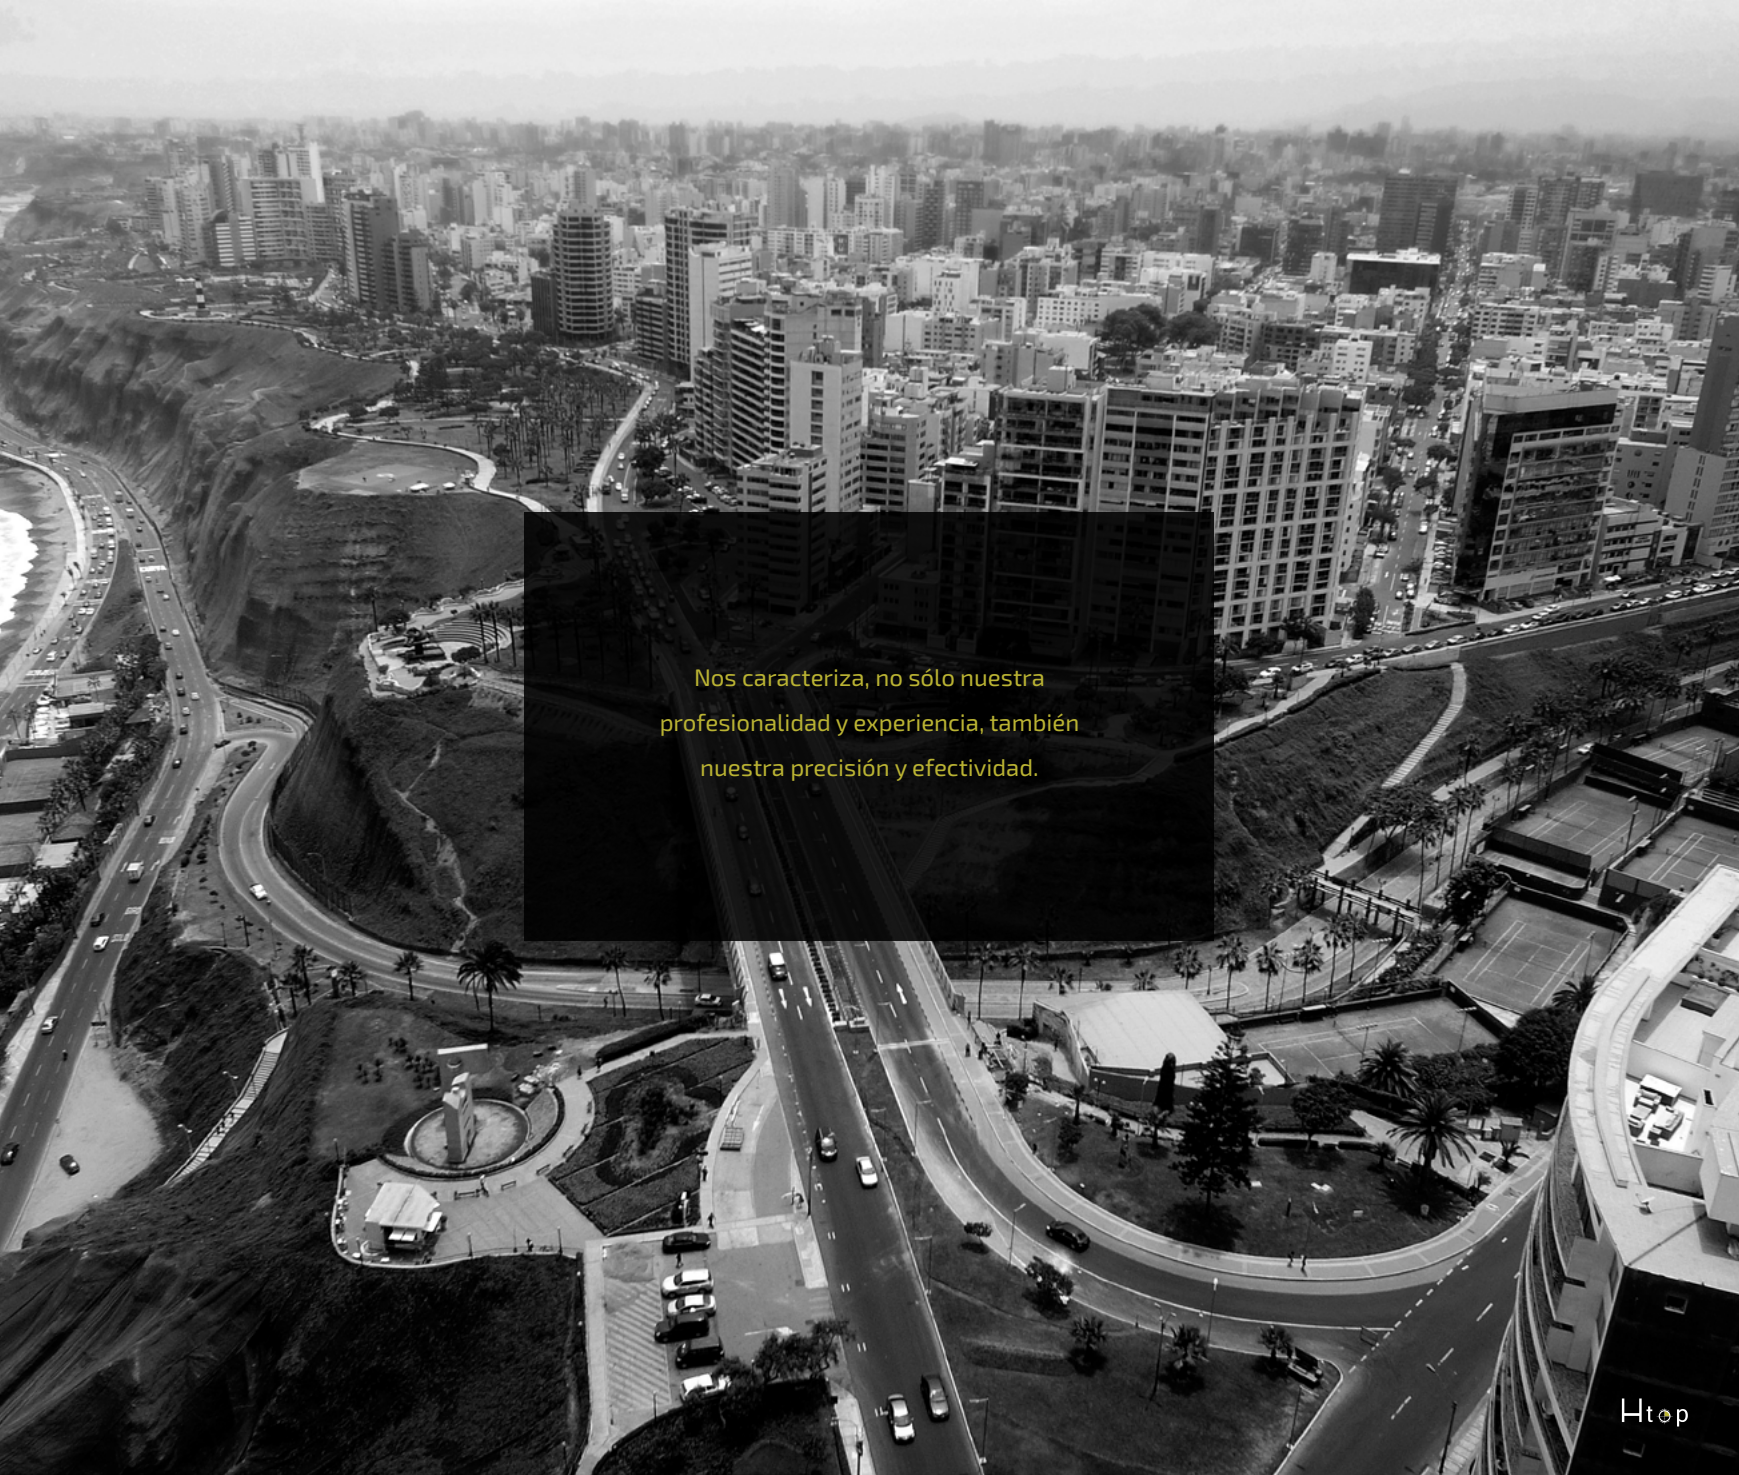 Nos caracteriza, no sólo nuestra
profesionalidad y experiencia, también
nuestra precisión y efectividad.
Htop